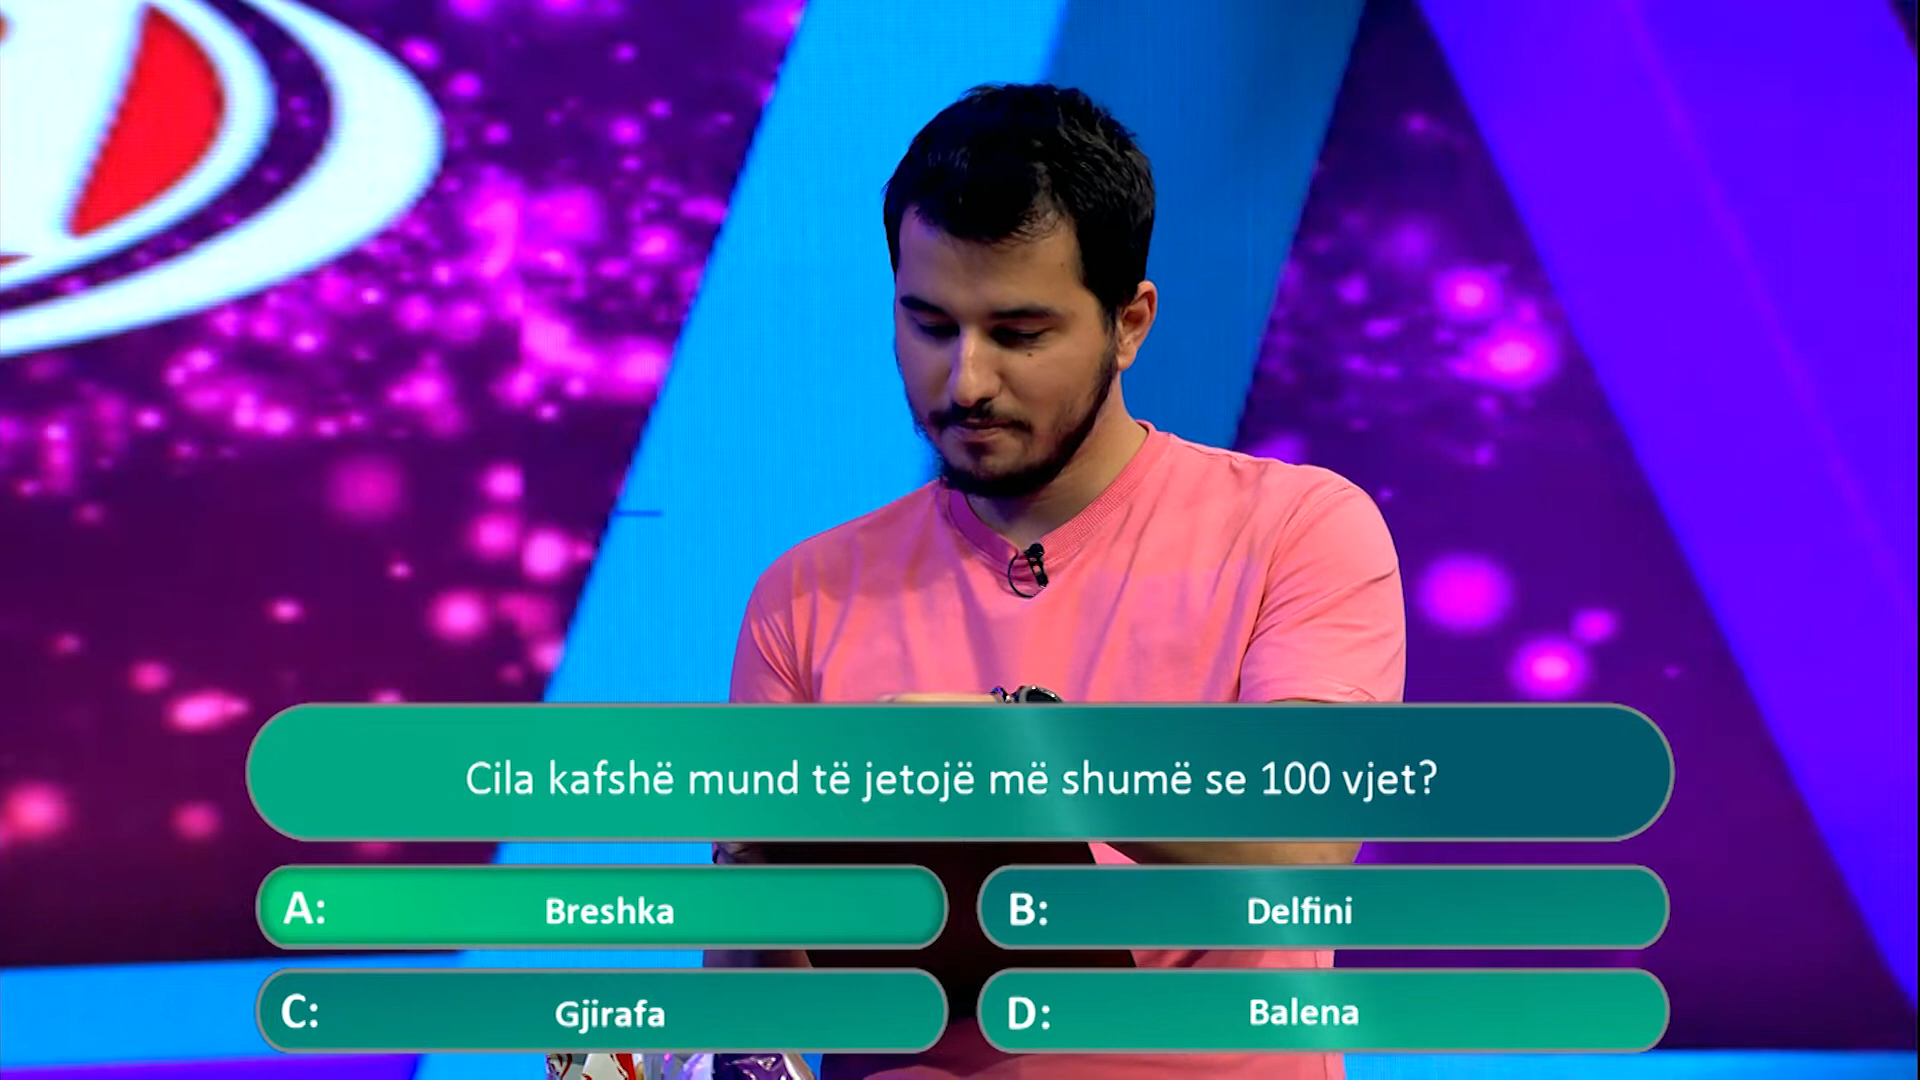 Cila kafshë mund të jetojë më shumë se 100 vjet?
A: Breshka
B: Delfini
C: Gjirafa
D: Balena